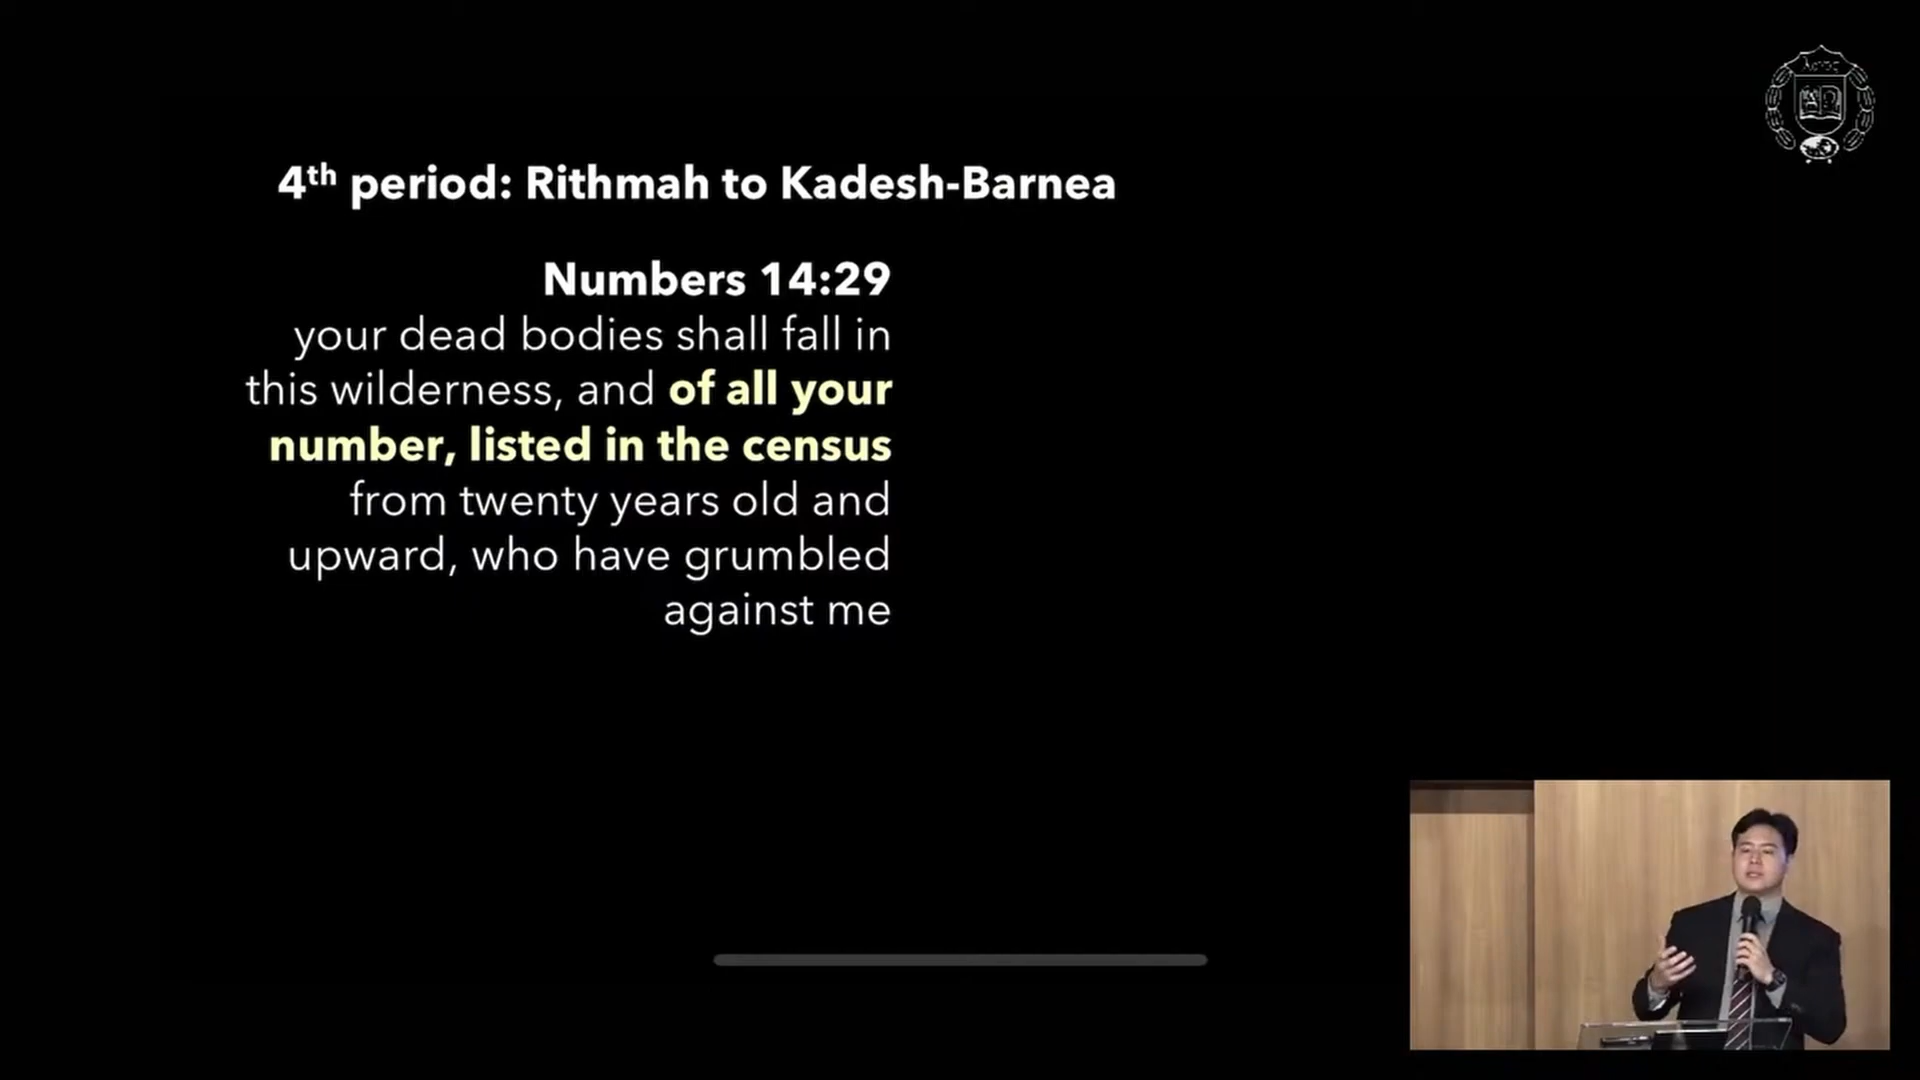 4th period: Rithmah to Kadesh-Barnea
Numbers 14:29
your dead bodies shall fall in
this wilderness, and of all your
number, listed in the census
from twenty years old and
upward, who have grumbled
against me